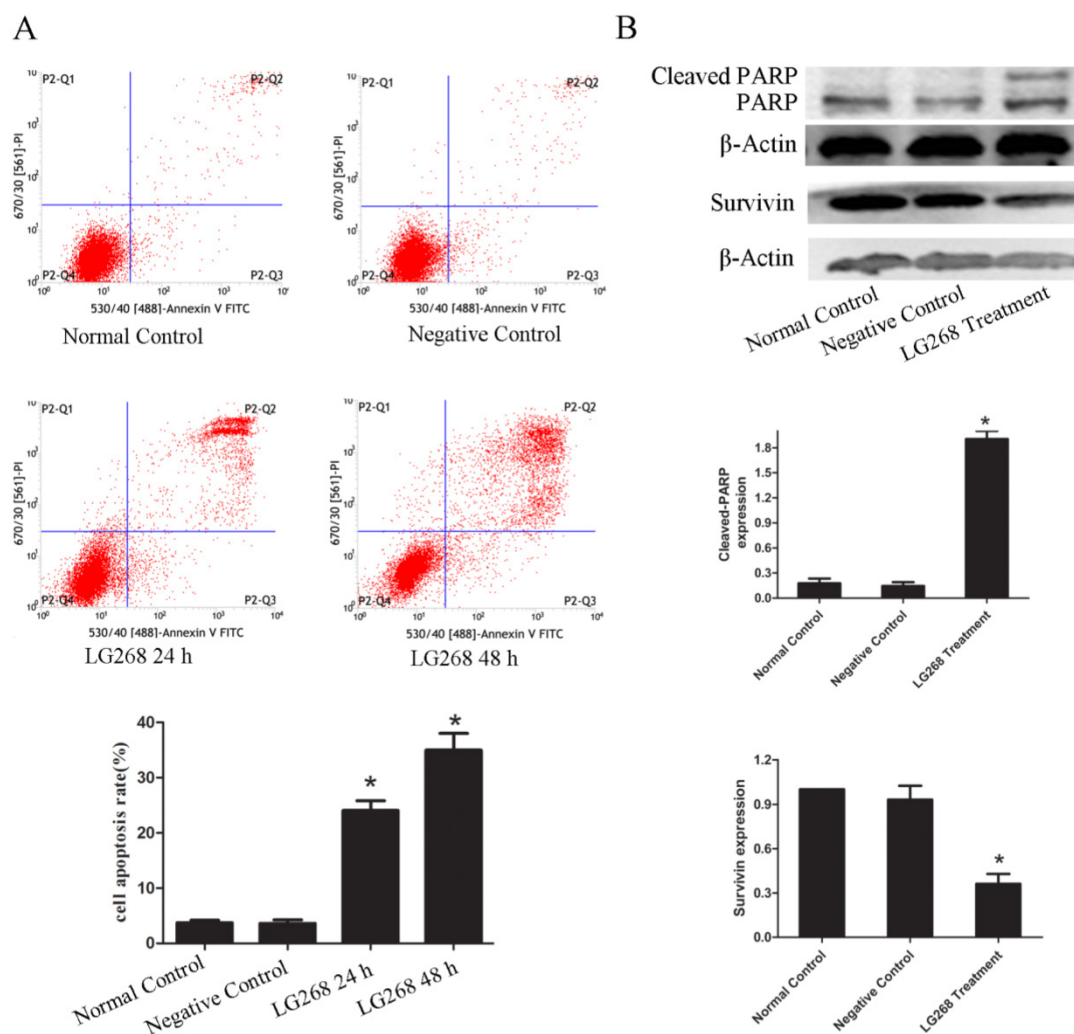 A
P2-Q1
P2-Q2
P2-Q4
P2-Q3
670/30 [561]-PI
530/40 [488]-Annexin V FITC
Normal Control
P2-Q1
P2-Q2
P2-Q4
P2-Q3
670/30 [561]-PI
530/40 [488]-Annexin V FITC
Negative Control
P2-Q1
P2-Q2
P2-Q4
P2-Q3
670/30 [561]-PI
530/40 [488]-Annexin V FITC
LG268 24 h
P2-Q1
P2-Q2
P2-Q4
P2-Q3
670/30 [561]-PI
530/40 [488]-Annexin V FITC
LG268 48 h
cell apoptosis rate(%)
40
30
20
10
0
*
*
Normal Control
Negative Control
LG268 24 h
LG268 48 h
B
Cleaved PARP
PARP
β-Actin
Survivin
β-Actin
Normal Control
Negative Control
LG268 Treatment
Cleaved-PARP
expression
1.8
1.5
1.2
0.9
0.6
0.3
0.0
*
Normal Control
Negative Control
LG268 Treatment
Survivin expression
1.2
0.9
0.6
0.3
0.0
*
Normal Control
Negative Control
LG268 Treatment